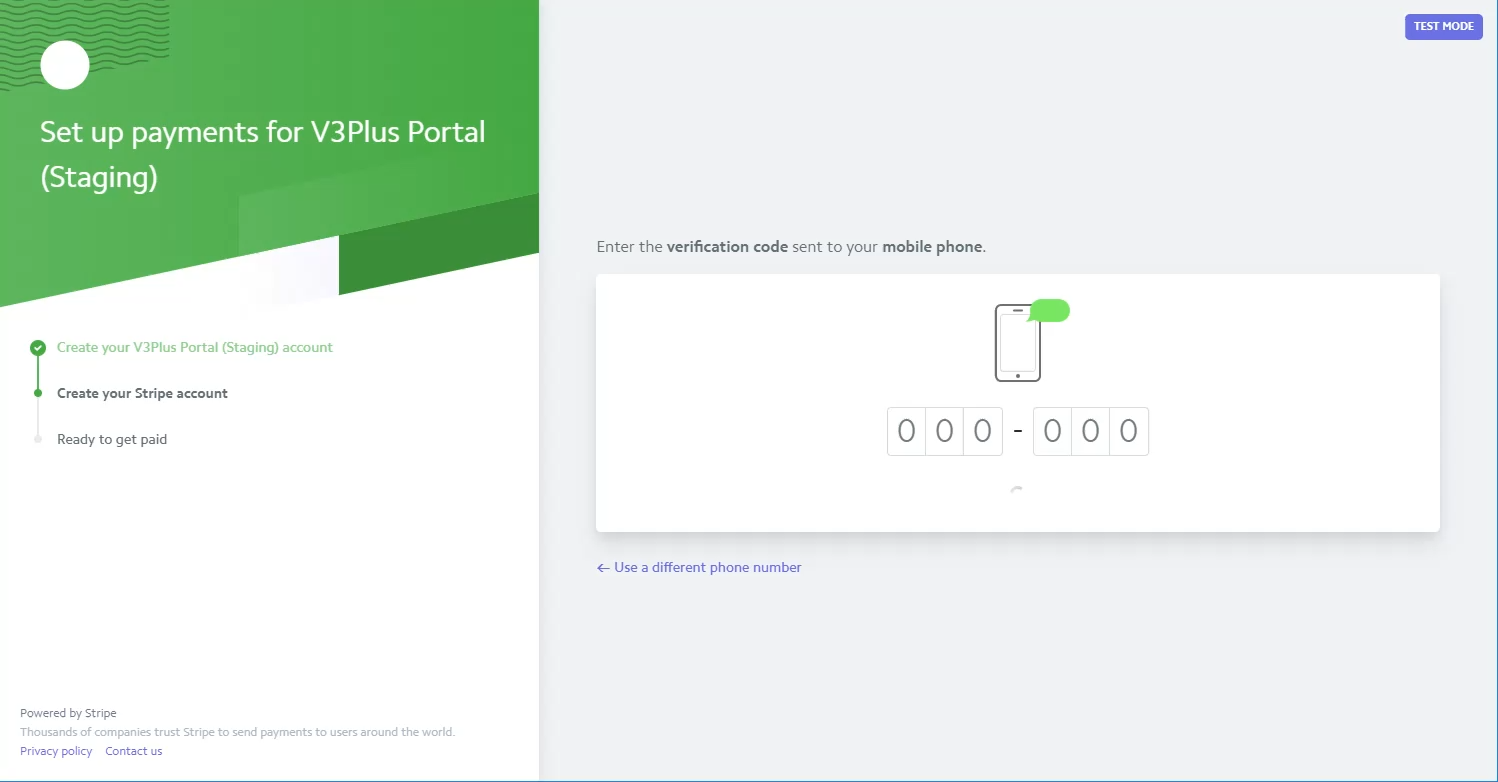 TEST MODE
Set up payments for V3Plus Portal
(Staging)
Create your V3Plus Portal (Staging) account
Create your Stripe account
Ready to get paid
Powered by Stripe
Thousands of companies trust Stripe to send payments to users around the world.
Privacy policy Contact us
Enter the verification code sent to your mobile phone.
0 0 0 - 0 0 0
← Use a different phone number